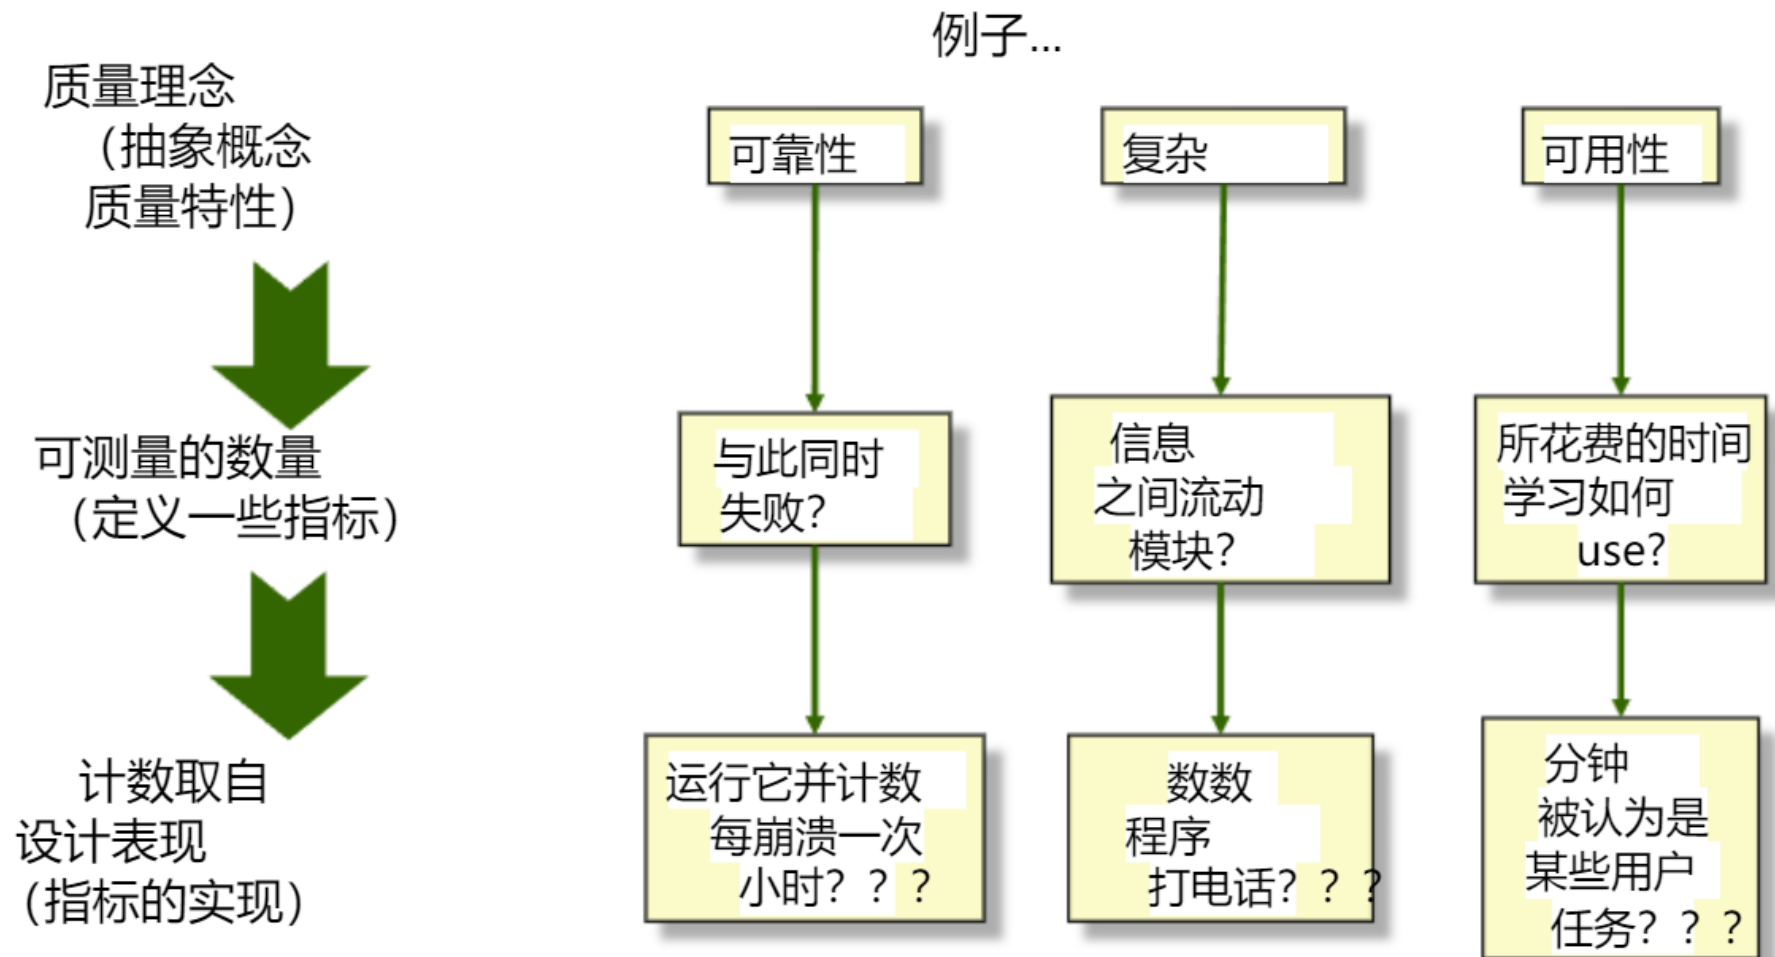 例子...
质量理念
（抽象概念
质量特性）
可测量的数量
（定义一些指标）
计数取自
设计表现
（指标的实现）
可靠性
与此同时
失败?
运行它并计数
每崩溃一次
小时? ? ?
复杂
信息
之间流动
模块?
数数
程序
打电话? ? ?
可用性
所花费的时间
学习如何
use?
分钟
被认为是
某些用户
任务? ? ?